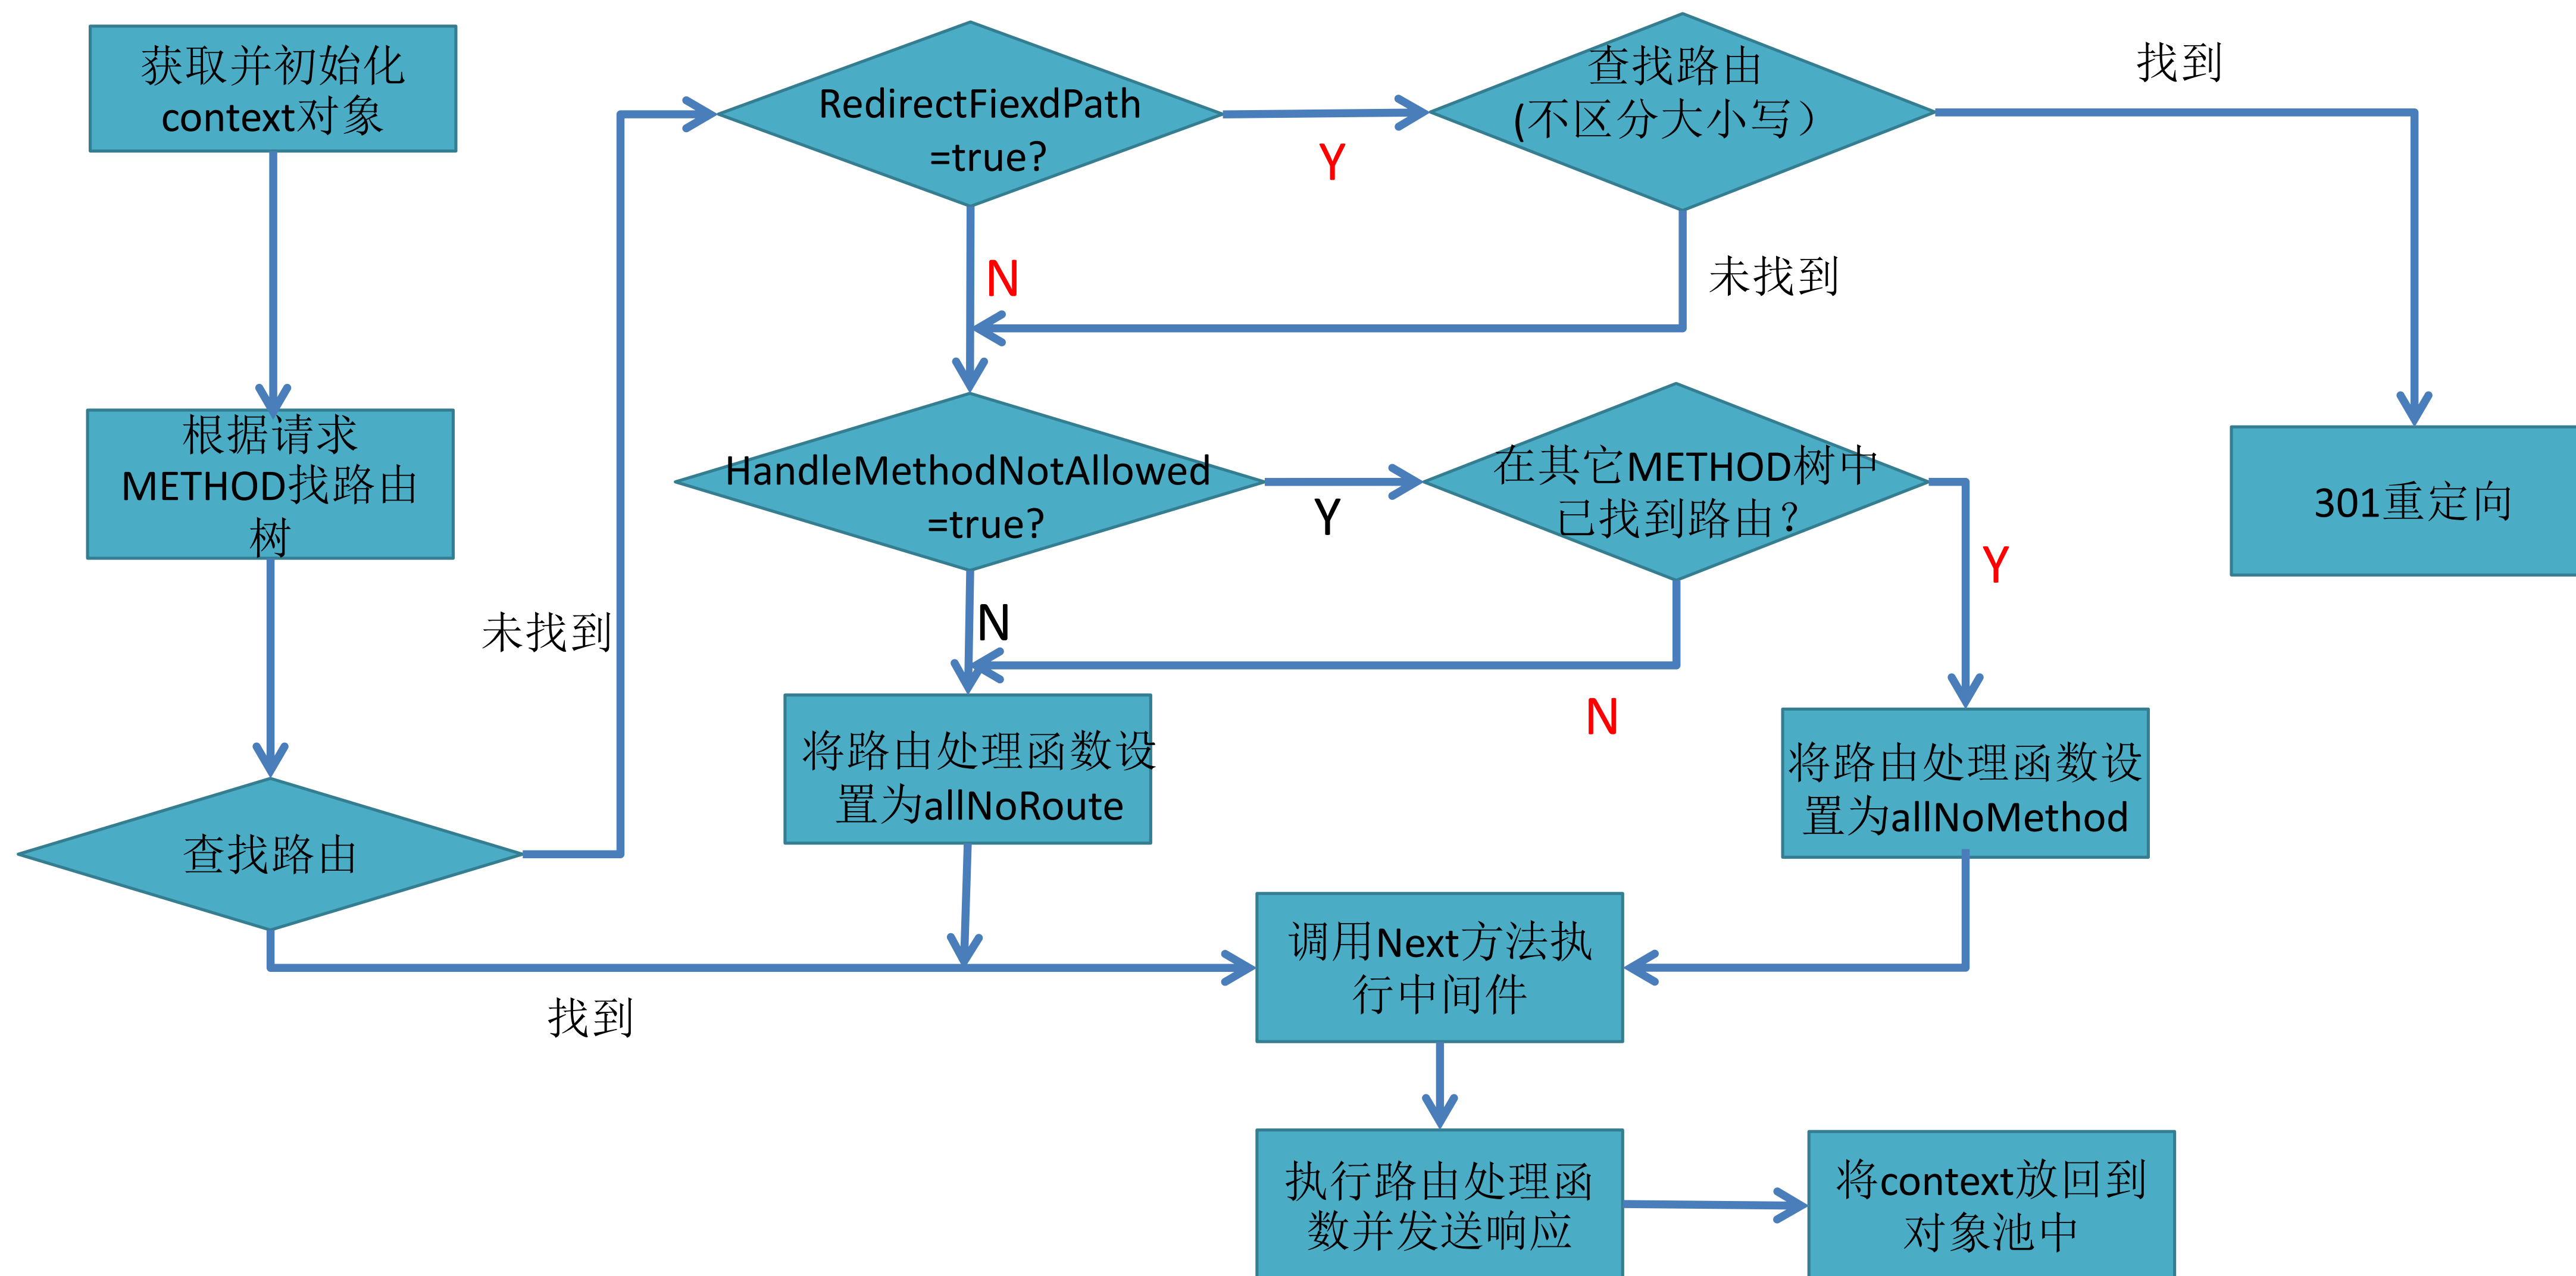 获取并初始化
context对象
根据请求
METHOD找路由
树
查找路由
未找到
找到
RedirectFiexdPath
=true?
Y
N
查找路由
(不区分大小写）
找到
未找到
301重定向
HandleMethodNotAllowed
=true?
Y
N
在其它METHOD树中
已找到路由？
Y
N
将路由处理函数设
置为allNoRoute
将路由处理函数设
置为allNoMethod
调用Next方法执
行中间件
执行路由处理函
数并发送响应
将context放回到
对象池中